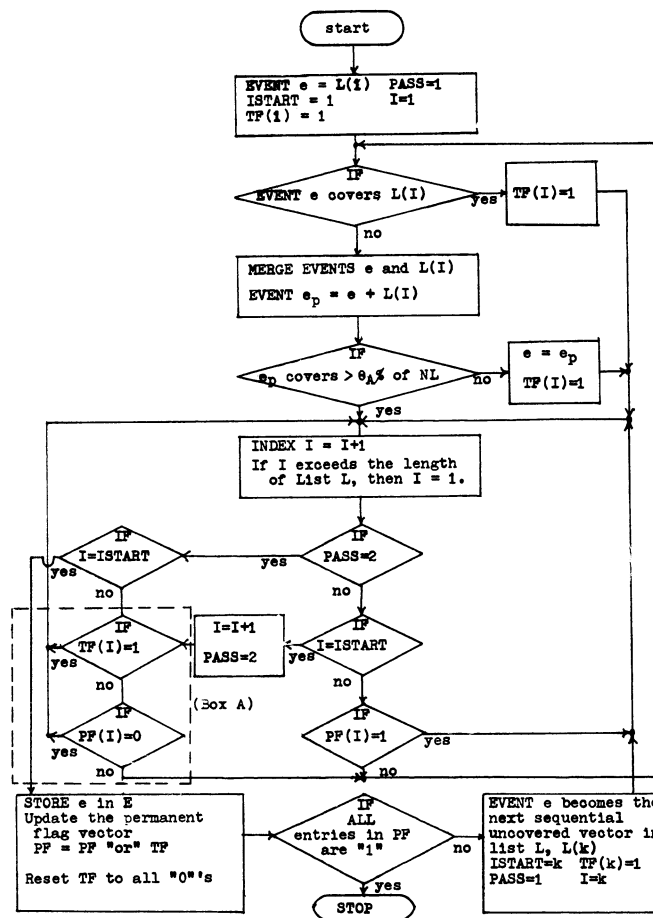 start
EVENT e = L(1) PASS=1
ISTART = 1 I=1
TF(1) = 1
IF
EVENT e covers L(I)
yes
TF(I)=1
no
MERGE EVENTS e and L(I)
EVENT e_p = e + L(I)
IF
e_p covers > θ_A% of NL
no
e = e_p
TF(I)=1
yes
INDEX I = I+1
If I exceeds the length
of List L, then I = 1.
IF
I=ISTART
yes
no
IF
PASS=2
yes
no
IF
TF(I)=1
yes
no
I=I+1
PASS=2
IF
I=ISTART
yes
no
(Box A)
IF
PF(I)=0
yes
no
IF
PF(I)=1
yes
no
STORE e in E
Update the permanent
flag vector
PF = PF "or" TF
Reset TF to all "0"'s
IF
ALL
entries in PF
are "1"
no
yes
EVENT e becomes the
next sequential
uncovered vector in
list L, L(k)
ISTART=k TF(k)=1
PASS=1 I=k
STOP